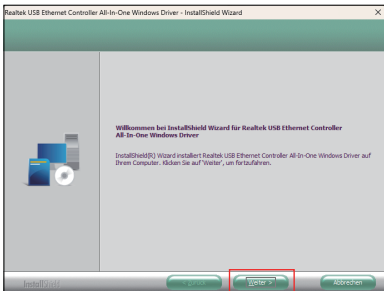 Realtek USB Ethernet Controller All-In-One Windows Driver - InstallShield Wizard
Willkommen bei InstallShield Wizard für Realtek USB Ethernet Controller
All-In-One Windows Driver
InstallShield(R) Wizard installiert Realtek USB Ethernet Controller All-In-One Windows Driver auf
Ihrem Computer. Klicken Sie auf 'Weiter', um fortzufahren.
InstallShield
< Zurück
Weiter >
Abbrechen